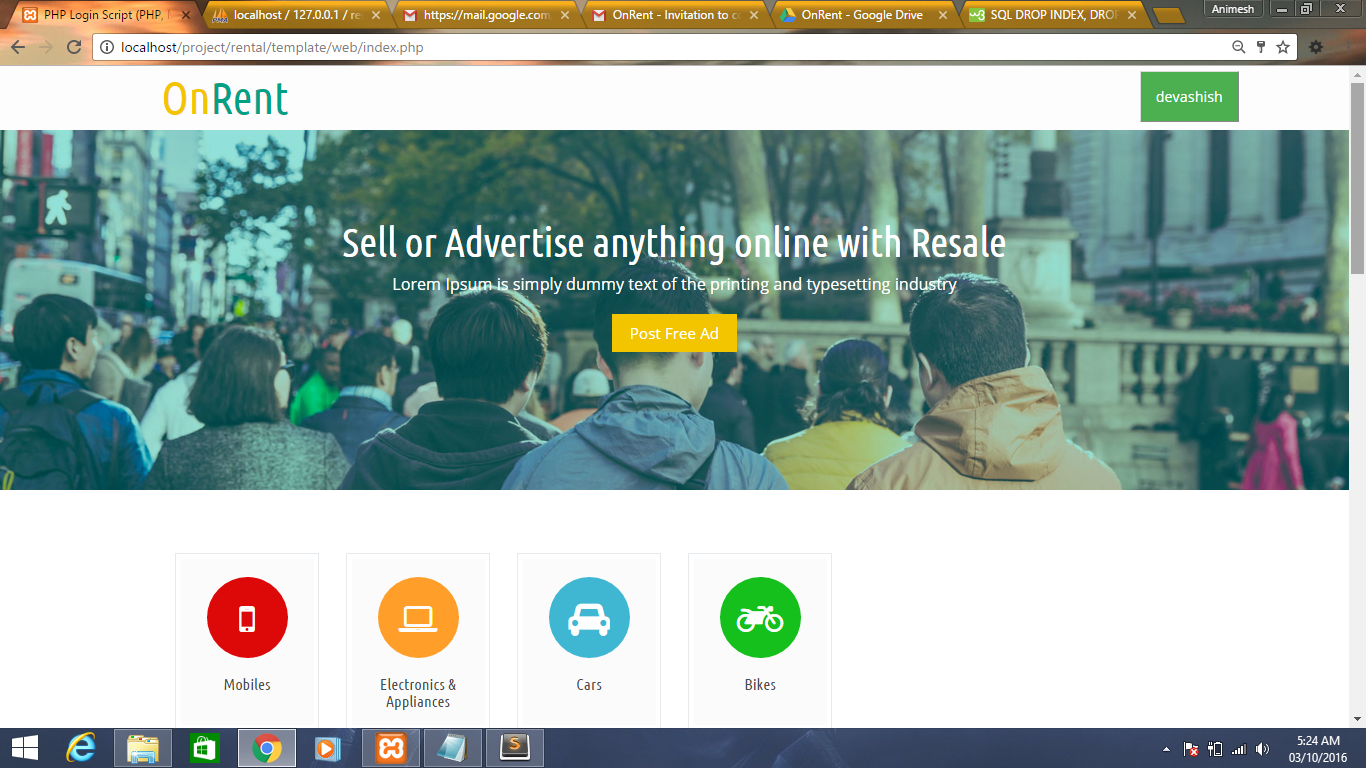 PHP Login Script (PHP, 
localhost / 127.0.0.1 / re
https://mail.google.com
OnRent - Invitation to c
OnRent - Google Drive
SQL DROP INDEX, DROP
Animesh
localhost/project/rental/template/web/index.php
OnRent
devashish
Sell or Advertise anything online with Resale
Lorem Ipsum is simply dummy text of the printing and typesetting industry
Post Free Ad
Mobiles
Electronics &
Appliances
Cars
Bikes
5:24 AM
03/10/2016